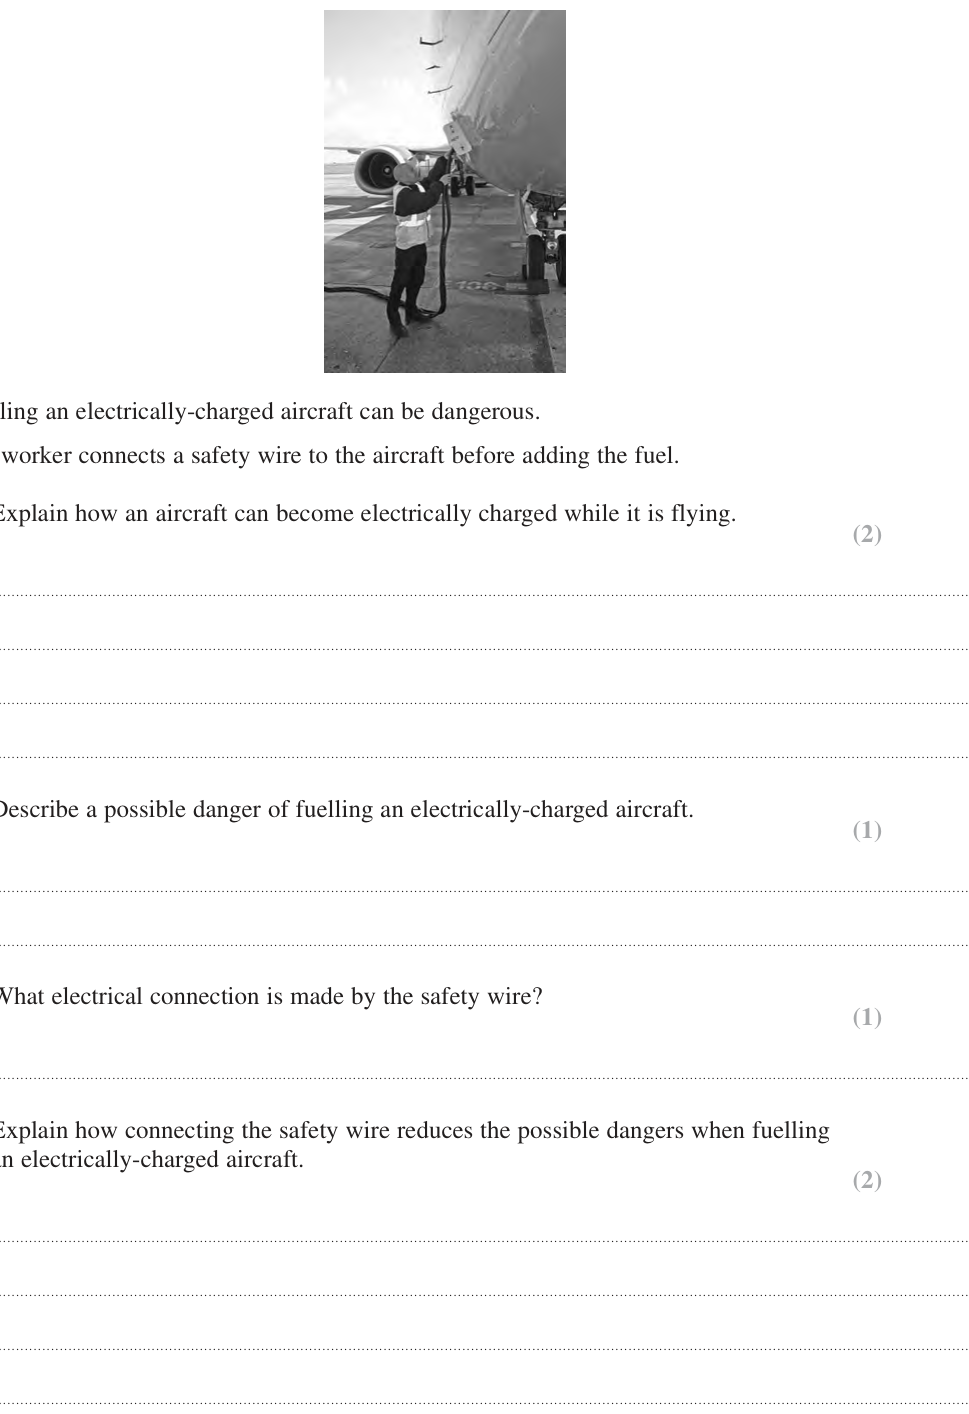 ling an electrically-charged aircraft can be dangerous.
worker connects a safety wire to the aircraft before adding the fuel.
Explain how an aircraft can become electrically charged while it is flying.
(2)
Describe a possible danger of fuelling an electrically-charged aircraft.
(1)
What electrical connection is made by the safety wire?
(1)
Explain how connecting the safety wire reduces the possible dangers when fuelling
an electrically-charged aircraft.
(2)